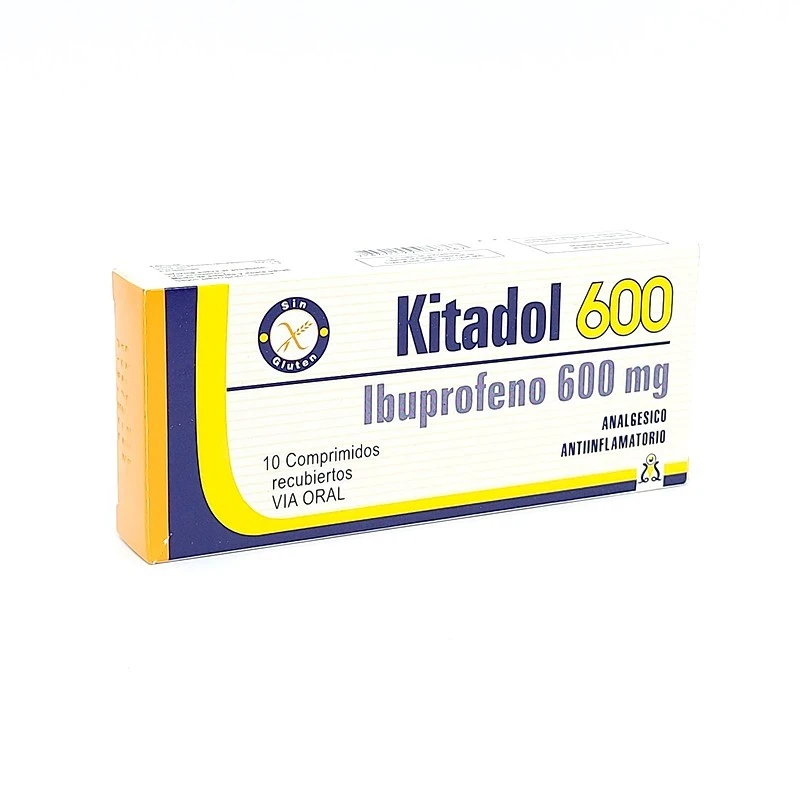 Sin
Gluten
Kitadol 600
Ibuprofeno 600 mg
ANALGESICO
ANTIINFLAMATORIO
10 Comprimidos
recubiertos
VIA ORAL